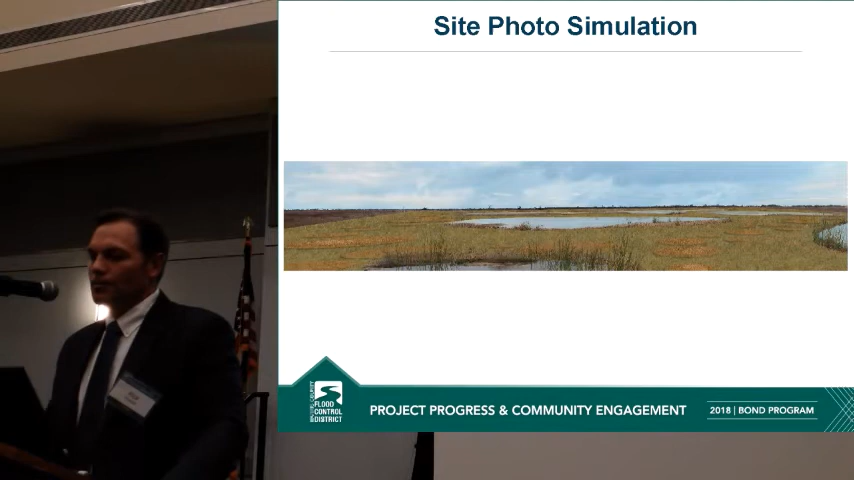 Site Photo Simulation
FLOOD
CONTROL
DISTRICT
PROJECT PROGRESS & COMMUNITY ENGAGEMENT
2018 | BOND PROGRAM